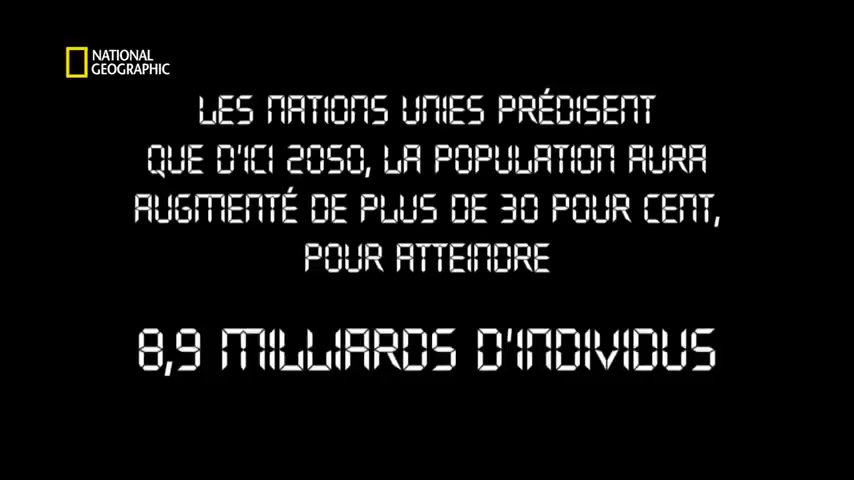 NATIONAL
GEOGRAPHIC
LES NATIONS UNIES PRÉDISENT
QUE D'ICI 2050, LA POPULATION AURA
AUGMENTÉ DE PLUS DE 30 POUR CENT,
POUR ATTEINDRE
8,9 MILLIARDS D'INDIVIDUS